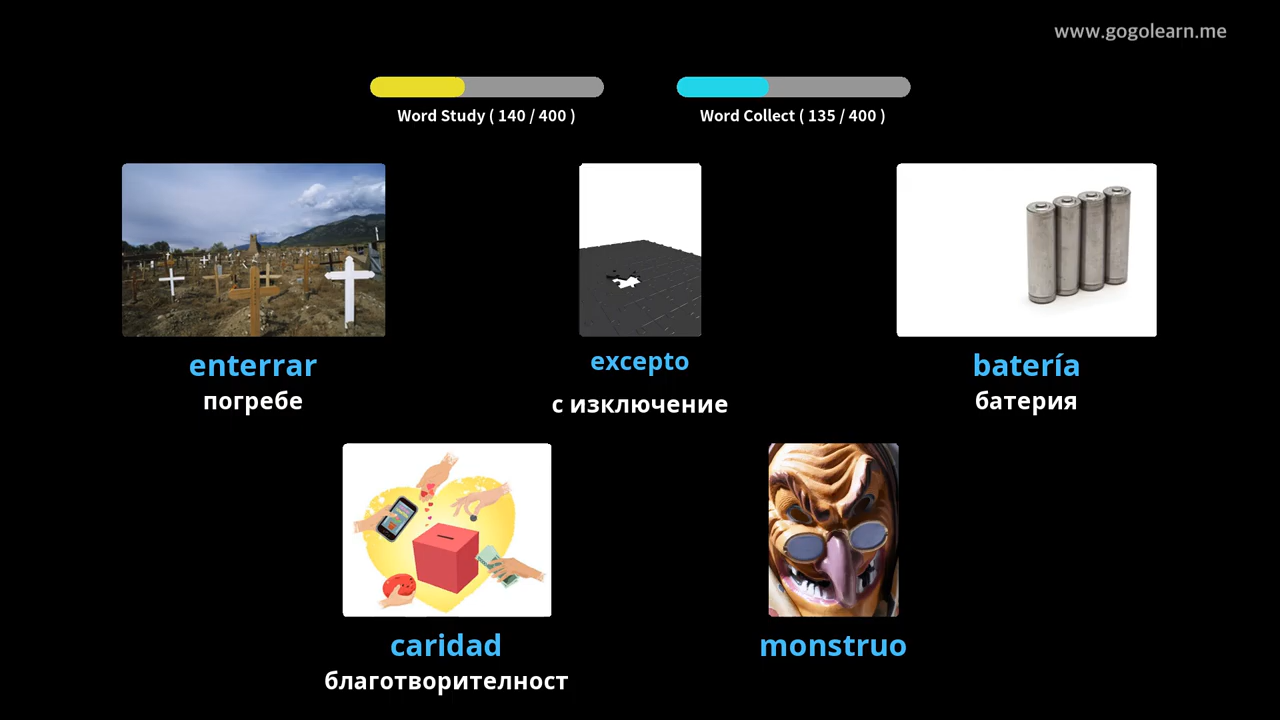 www.gogolearn.me
Word Study ( 140 / 400 )
Word Collect ( 135 / 400 )
enterrar
погребе
excepto
с изключение
batería
батерия
caridad
благотворителност
monstruo